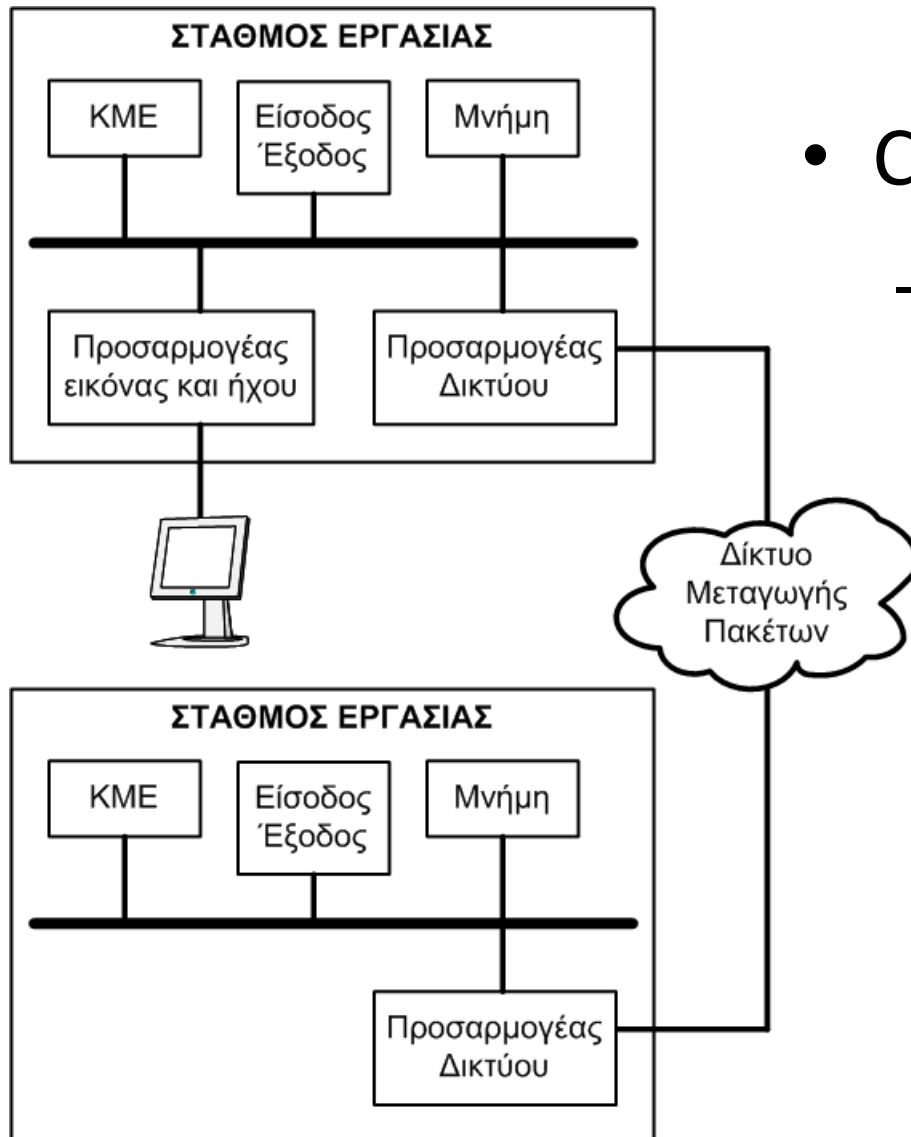 ΣΤΑΘΜΟΣ ΕΡΓΑΣΙΑΣ
ΚΜΕ
Είσοδος
Έξοδος
Μνήμη
Προσαρμογέας
εικόνας και ήχου
Προσαρμογέας
Δικτύου
Δίκτυο
Μεταγωγής
Πακέτων
ΣΤΑΘΜΟΣ ΕΡΓΑΣΙΑΣ
ΚΜΕ
Είσοδος
Έξοδος
Μνήμη
Προσαρμογέας
Δικτύου